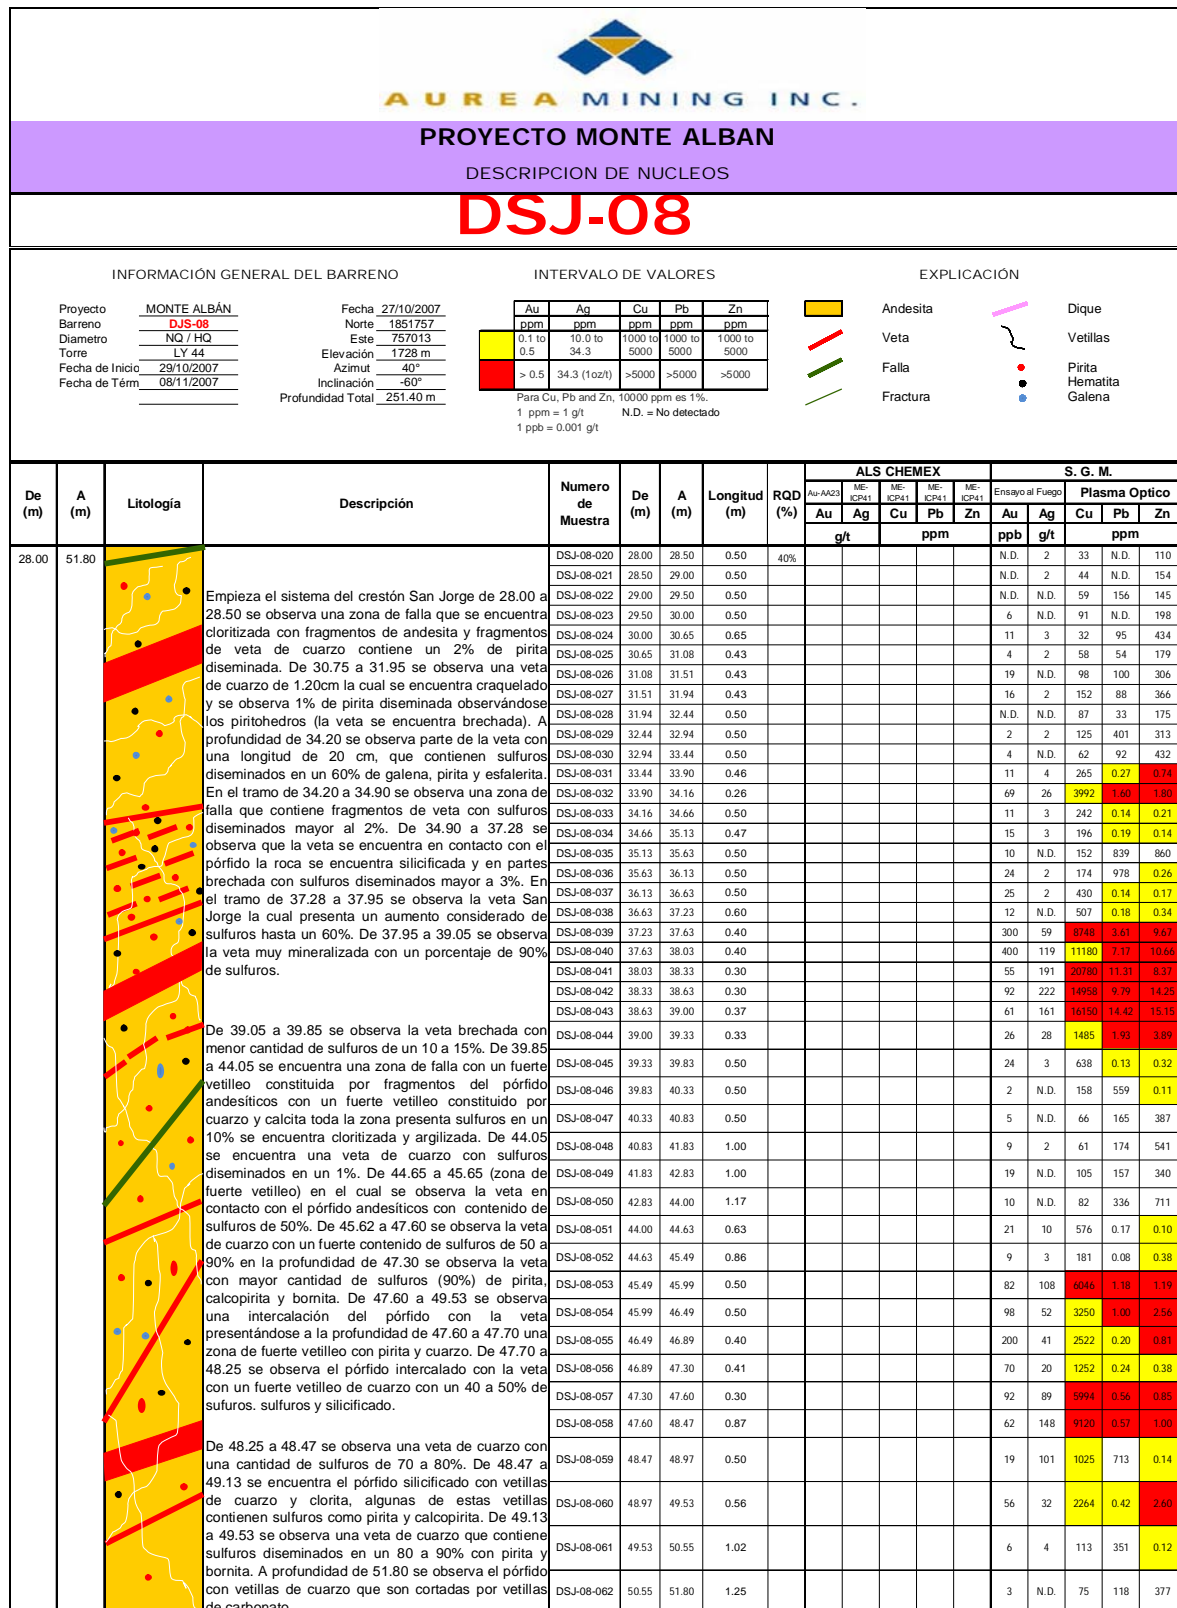 AUREA MINING INC.
PROYECTO MONTE ALBAN
DESCRIPCION DE NUCLEOS
DSJ-08
INFORMACIÓN GENERAL DEL BARRENO
Proyecto MONTE ALBÁN
Barreno DJS-08
Diametro NQ / HQ
Torre LY 44
Fecha de Inicio 29/10/2007
Fecha de Térm 08/11/2007
Fecha 27/10/2007
Norte 1851757
Este 757013
Elevación 1728 m
Azimut 40°
Inclinación -60°
Profundidad Total 251.40 m
INTERVALO DE VALORES
Au Ag Cu Pb Zn
ppm ppm ppm ppm ppm
0.1 to 0.5 10.0 to 34.3 1000 to 5000 1000 to 5000 1000 to 5000
> 0.5 34.3 (1oz/t) >5000 >5000 >5000
Para Cu, Pb and Zn, 10000 ppm es 1%.
1 ppm = 1 g/t N.D. = No detectado
1 ppb = 0.001 g/t
EXPLICACIÓN
Andesita Dique
Veta Vetillas
Falla Pirita
Hematita
Fractura Galena
De (m) A (m) Litología Descripción Numero de Muestra De (m) A (m) Longitud (m) RQD (%)
ALS CHEMEX S. G. M.
Au-AA23 ME-ICP41 ME-ICP41 ME-ICP41 ME-ICP41 Ensayo al Fuego Plasma Optico
Au Ag Cu Pb Zn Au Ag Cu Pb Zn
g/t ppm ppb g/t ppm
28.00 51.80
Empieza el sistema del crestón San Jorge de 28.00 a
28.50 se observa una zona de falla que se encuentra
cloritizada con fragmentos de andesita y fragmentos
de veta de cuarzo contiene un 2% de pirita
diseminada. De 30.75 a 31.95 se observa una veta
de cuarzo de 1.20cm la cual se encuentra craquelado
y se observa 1% de pirita diseminada observándose
los piritohedros (la veta se encuentra brechada). A
profundidad de 34.20 se observa parte de la veta con
una longitud de 20 cm, que contienen sulfuros
diseminados en un 60% de galena, pirita y esfalerita.
En el tramo de 34.20 a 34.90 se observa una zona de
falla que contiene fragmentos de veta con sulfuros
diseminados mayor al 2%. De 34.90 a 37.28 se
observa que la veta se encuentra en contacto con el
pórfido la roca se encuentra silicificada y en partes
brechada con sulfuros diseminados mayor a 3%. En
el tramo de 37.28 a 37.95 se observa la veta San
Jorge la cual presenta un aumento considerado de
sulfuros hasta un 60%. De 37.95 a 39.05 se observa
la veta muy mineralizada con un porcentaje de 90%
de sulfuros.
De 39.05 a 39.85 se observa la veta brechada con
menor cantidad de sulfuros de un 10 a 15%. De 39.85
a 44.05 se encuentra una zona de falla con un fuerte
vetilleo constituida por fragmentos del pórfido
andesíticos con un fuerte vetilleo constituido por
cuarzo y calcita toda la zona presenta sulfuros en un
10% se encuentra cloritizada y argilizada. De 44.05
se encuentra una veta de cuarzo con sulfuros
diseminados en un 1%. De 44.65 a 45.65 (zona de
fuerte vetilleo) en el cual se observa la veta en
contacto con el pórfido andesíticos con contenido de
sulfuros de 50%. De 45.62 a 47.60 se observa la veta
de cuarzo con un fuerte contenido de sulfuros de 50 a
90% en la profundidad de 47.30 se observa la veta
con mayor cantidad de sulfuros (90%) de pirita,
calcopirita y bornita. De 47.60 a 49.53 se observa
una intercalación del pórfido con la veta
presentándose a la profundidad de 47.60 a 47.70 una
zona de fuerte vetilleo con pirita y cuarzo. De 47.70 a
48.25 se observa el pórfido intercalado con la veta
con un fuerte vetilleo de cuarzo con un 40 a 50% de
sufuros. sulfuros y silicificado.
De 48.25 a 48.47 se observa una veta de cuarzo con
una cantidad de sulfuros de 70 a 80%. De 48.47 a
49.13 se encuentra el pórfido silicificado con vetillas
de cuarzo y clorita, algunas de estas vetillas
contienen sulfuros como pirita y calcopirita. De 49.13
a 49.53 se observa una veta de cuarzo que contiene
sulfuros diseminados en un 80 a 90% con pirita y
bornita. A profundidad de 51.80 se observa el pórfido
con vetillas de cuarzo que son cortadas por vetillas
de carbonato
DSJ-08-020 28.00 28.50 0.50 40% N.D. 2 33 N.D. 110
DSJ-08-021 28.50 29.00 0.50 N.D. 2 44 N.D. 154
DSJ-08-022 29.00 29.50 0.50 N.D. N.D. 59 156 145
DSJ-08-023 29.50 30.00 0.50 6 N.D. 91 N.D. 198
DSJ-08-024 30.00 30.65 0.65 11 3 32 95 434
DSJ-08-025 30.65 31.08 0.43 4 2 58 54 179
DSJ-08-026 31.08 31.51 0.43 19 N.D. 98 100 306
DSJ-08-027 31.51 31.94 0.43 16 2 152 88 366
DSJ-08-028 31.94 32.44 0.50 N.D. N.D. 87 33 175
DSJ-08-029 32.44 32.94 0.50 2 2 125 401 313
DSJ-08-030 32.94 33.44 0.50 4 N.D. 62 92 432
DSJ-08-031 33.44 33.90 0.46 11 4 265 0.27 0.74
DSJ-08-032 33.90 34.16 0.26 69 26 3992 1.60 1.80
DSJ-08-033 34.16 34.66 0.50 11 3 242 0.14 0.21
DSJ-08-034 34.66 35.13 0.47 15 3 196 0.19 0.14
DSJ-08-035 35.13 35.63 0.50 10 N.D. 152 839 860
DSJ-08-036 35.63 36.13 0.50 24 2 174 978 0.26
DSJ-08-037 36.13 36.63 0.50 25 2 430 0.14 0.17
DSJ-08-038 36.63 37.23 0.60 12 N.D. 507 0.18 0.34
DSJ-08-039 37.23 37.63 0.40 300 59 8748 3.61 9.67
DSJ-08-040 37.63 38.03 0.40 400 119 11180 7.17 10.66
DSJ-08-041 38.03 38.33 0.30 55 191 20780 11.31 8.37
DSJ-08-042 38.33 38.63 0.30 92 222 14958 9.79 14.25
DSJ-08-043 38.63 39.00 0.37 61 161 16150 14.42 15.15
DSJ-08-044 39.00 39.33 0.33 26 28 1485 1.93 3.89
DSJ-08-045 39.33 39.83 0.50 24 3 638 0.13 0.32
DSJ-08-046 39.83 40.33 0.50 2 N.D. 158 559 0.11
DSJ-08-047 40.33 40.83 0.50 5 N.D. 66 165 387
DSJ-08-048 40.83 41.83 1.00 9 2 61 174 541
DSJ-08-049 41.83 42.83 1.00 19 N.D. 105 157 340
DSJ-08-050 42.83 44.00 1.17 10 N.D. 82 336 711
DSJ-08-051 44.00 44.63 0.63 21 10 576 0.17 0.10
DSJ-08-052 44.63 45.49 0.86 9 3 181 0.08 0.38
DSJ-08-053 45.49 45.99 0.50 82 108 6046 1.18 1.19
DSJ-08-054 45.99 46.49 0.50 98 52 3250 1.00 2.56
DSJ-08-055 46.49 46.89 0.40 200 41 2522 0.20 0.81
DSJ-08-056 46.89 47.30 0.41 70 20 1252 0.24 0.38
DSJ-08-057 47.30 47.60 0.30 92 89 5994 0.56 0.85
DSJ-08-058 47.60 48.47 0.87 62 148 9120 0.57 1.00
DSJ-08-059 48.47 48.97 0.50 19 101 1025 713 0.14
DSJ-08-060 48.97 49.53 0.56 56 32 2264 0.42 2.60
DSJ-08-061 49.53 50.55 1.02 6 4 113 351 0.12
DSJ-08-062 50.55 51.80 1.25 3 N.D. 75 118 377